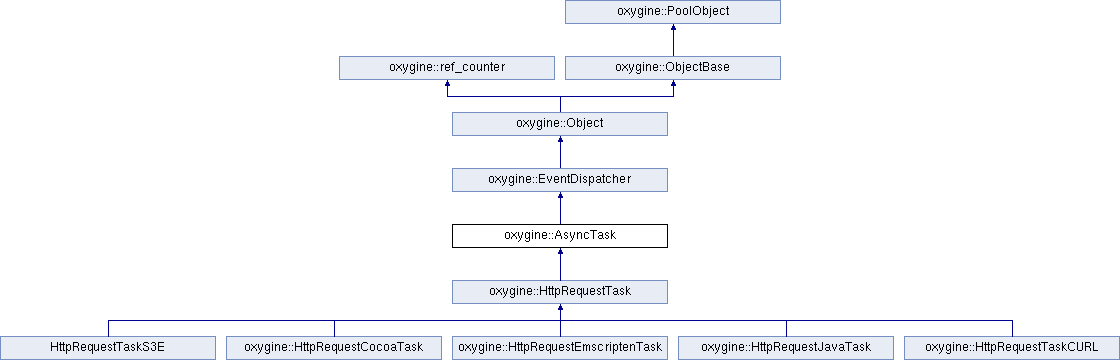 oxygine::PoolObject
oxygine::ref_counter
oxygine::ObjectBase
oxygine::Object
oxygine::EventDispatcher
oxygine::AsyncTask
oxygine::HttpRequestTask
HttpRequestTaskS3E
oxygine::HttpRequestCocoaTask
oxygine::HttpRequestEmscriptenTask
oxygine::HttpRequestJavaTask
oxygine::HttpRequestTaskCURL